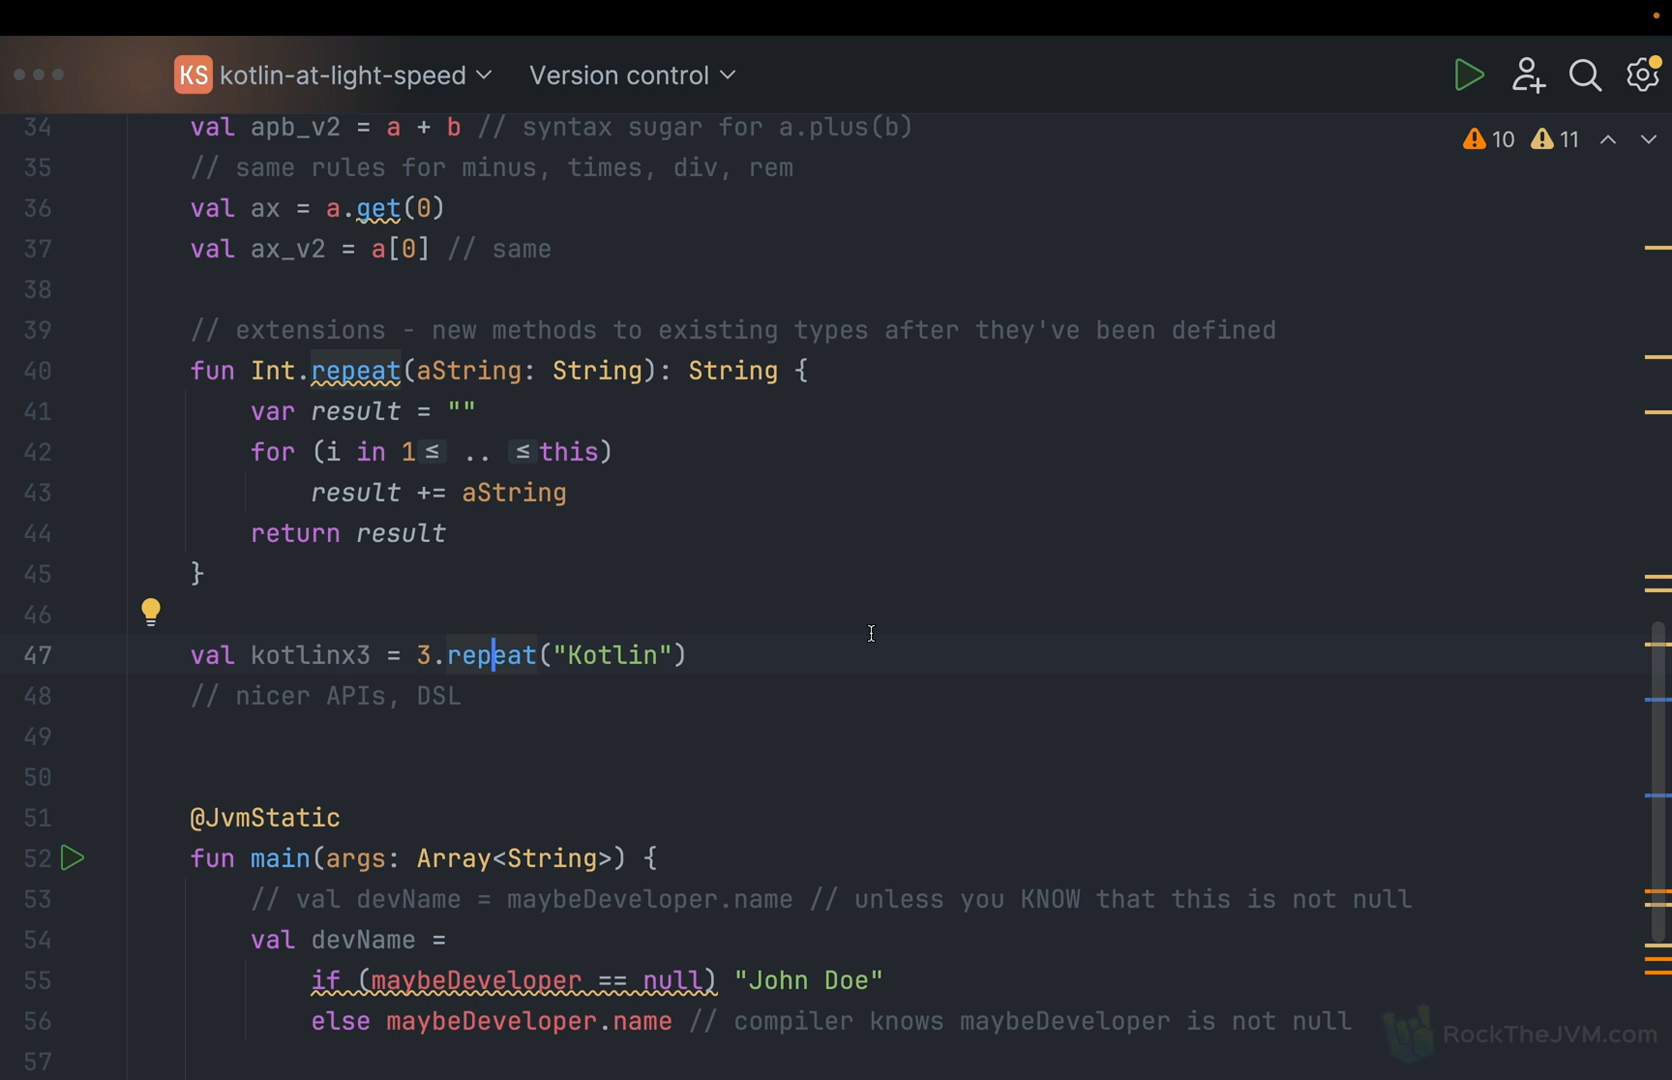 KS kotlin-at-light-speed Version control
34 val apb_v2 = a + b // syntax sugar for a.plus(b)
10 11
35 // same rules for minus, times, div, rem
36 val ax = a.get(0)
37 val ax_v2 = a[0] // same
38
39 // extensions - new methods to existing types after they've been defined
40 fun Int.repeat(aString: String): String {
41 var result = ""
42 for (i in 1≤ .. ≤this)
43 result += aString
44 return result
45 }
46
47 val kotlinx3 = 3.repeat("Kotlin")
48 // nicer APIs, DSL
49
50
51 @JvmStatic
52 fun main(args: Array<String>) {
53 // val devName = maybeDeveloper.name // unless you KNOW that this is not null
54 val devName =
55 if (maybeDeveloper == null) "John Doe"
56 else maybeDeveloper.name // compiler knows maybeDeveloper is not null
RockTheJVM.com
57